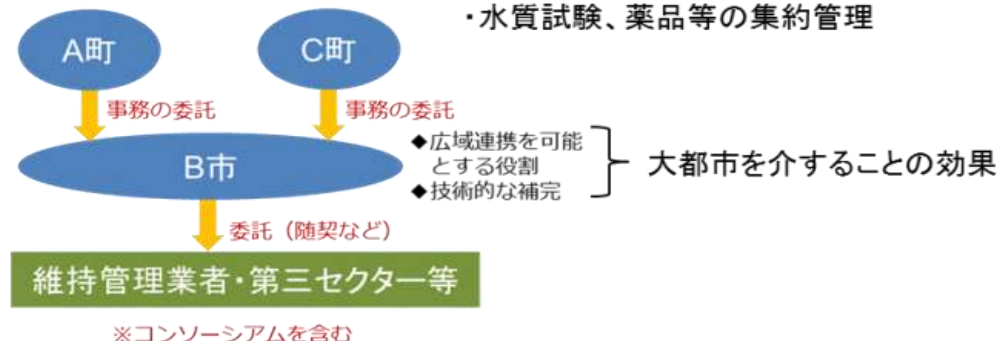 ・水質試験、薬品等の集約管理
A町
C町
事務の委託
事務の委託
B市
◆広域連携を可能
とする役割
◆技術的な補完
大都市を介することの効果
委託（随契など）
維持管理業者・第三セクター等
※コンソーシアムを含む